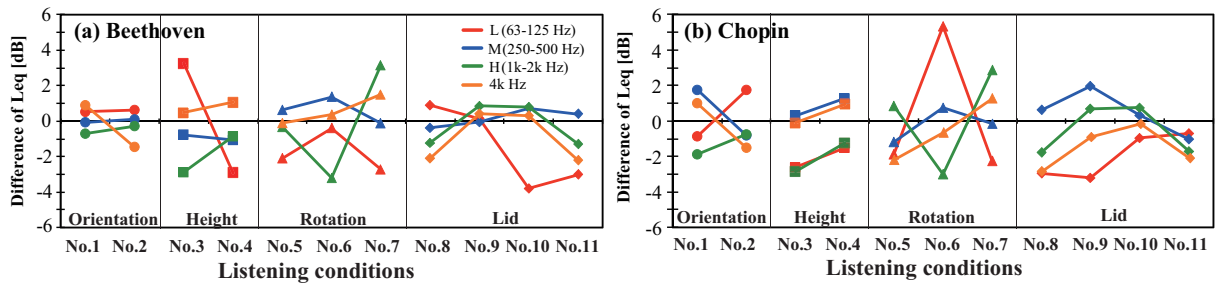 (a) Beethoven
L (63-125 Hz)
M(250-500 Hz)
H(1k-2k Hz)
4k Hz
Difference of Leq [dB]
6
4
2
0
-2
-4
-6
Orientation Height Rotation Lid
No.1 No.2 No.3 No.4 No.5 No.6 No.7 No.8 No.9 No.10 No.11
Listening conditions
(b) Chopin
Difference of Leq [dB]
6
4
2
0
-2
-4
-6
Orientation Height Rotation Lid
No.1 No.2 No.3 No.4 No.5 No.6 No.7 No.8 No.9 No.10 No.11
Listening conditions